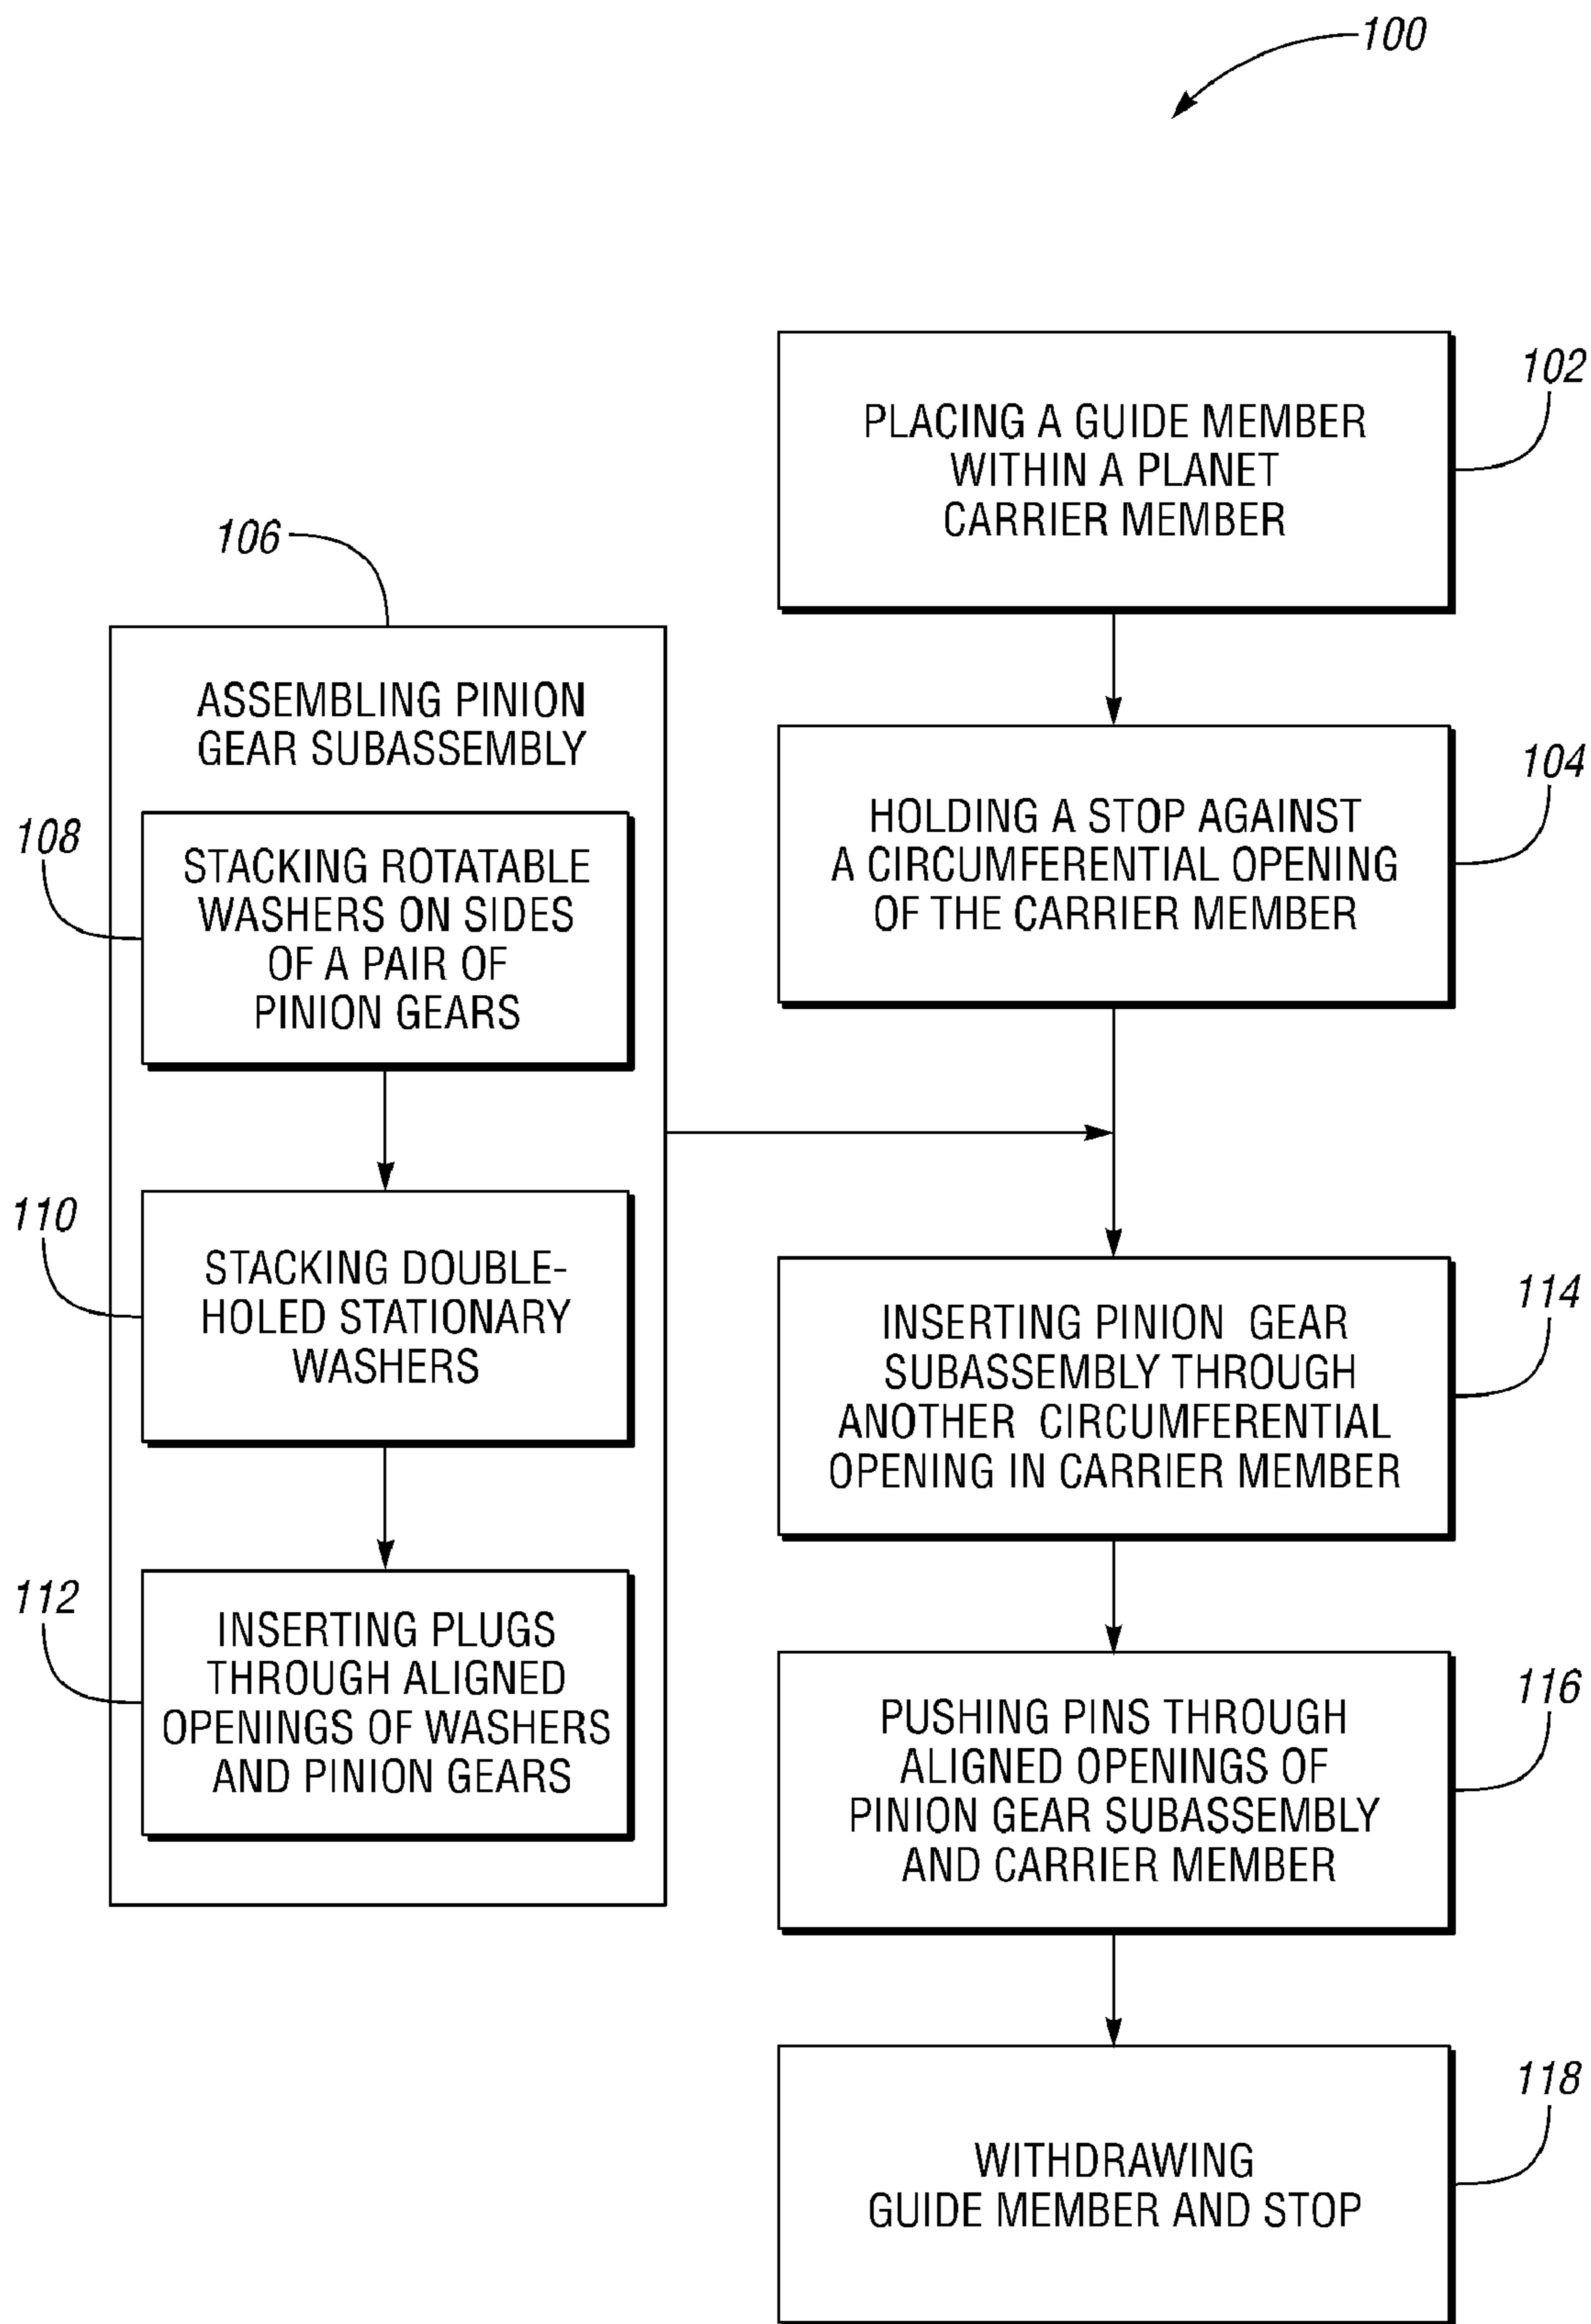 100
102
PLACING A GUIDE MEMBER
WITHIN A PLANET
CARRIER MEMBER
104
HOLDING A STOP AGAINST
A CIRCUMFERENTIAL OPENING
OF THE CARRIER MEMBER
106
ASSEMBLING PINION
GEAR SUBASSEMBLY
108
STACKING ROTATABLE
WASHERS ON SIDES
OF A PAIR OF
PINION GEARS
110
STACKING DOUBLE-
HOLED STATIONARY
WASHERS
112
INSERTING PLUGS
THROUGH ALIGNED
OPENINGS OF WASHERS
AND PINION GEARS
114
INSERTING PINION GEAR
SUBASSEMBLY THROUGH
ANOTHER CIRCUMFERENTIAL
OPENING IN CARRIER MEMBER
116
PUSHING PINS THROUGH
ALIGNED OPENINGS OF
PINION GEAR SUBASSEMBLY
AND CARRIER MEMBER
118
WITHDRAWING
GUIDE MEMBER AND STOP